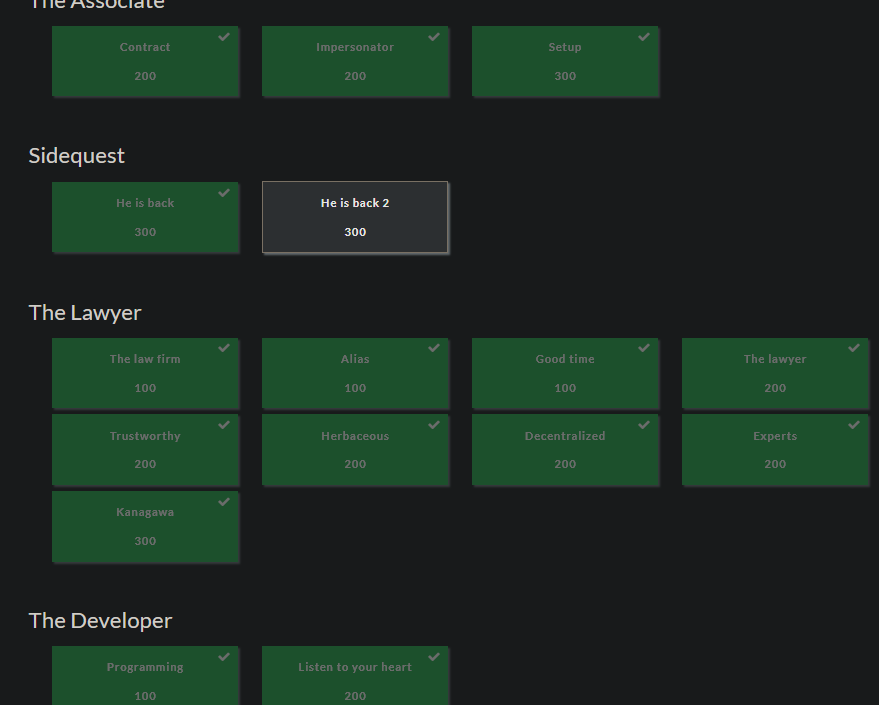 The Associate
Contract
200
Impersonator
200
Setup
300
Sidequest
He is back
300
He is back 2
300
The Lawyer
The law firm
100
Alias
100
Good time
100
The lawyer
200
Trustworthy
200
Herbaceous
200
Decentralized
200
Experts
200
Kanagawa
300
The Developer
Programming
100
Listen to your heart
200